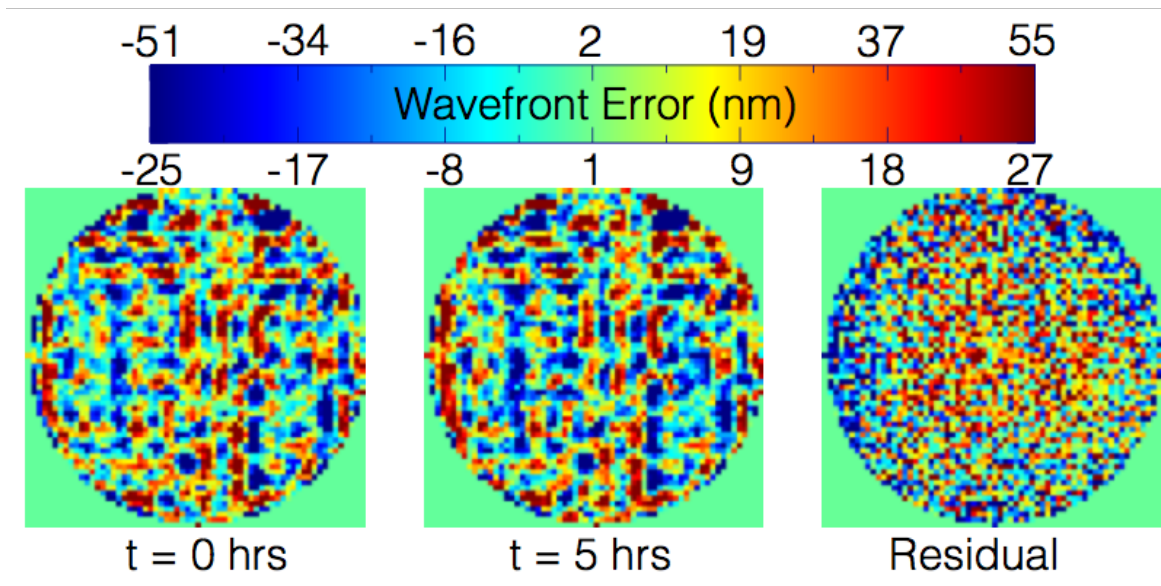 -51 -34 -16 2 19 37 55
Wavefront Error (nm)
-25 -17 -8 1 9 18 27
t = 0 hrs t = 5 hrs Residual